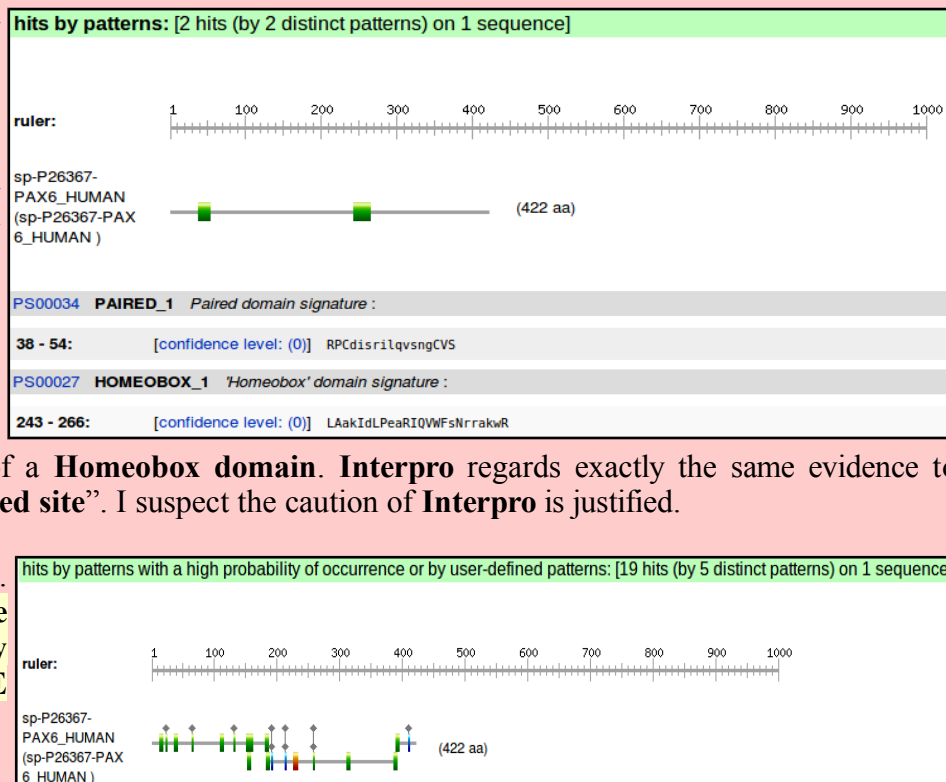 hits by patterns: [2 hits (by 2 distinct patterns) on 1 sequence]
1 100 200 300 400 500 600 700 800 900 1000
ruler:
sp-P26367-
PAX6_HUMAN
(sp-P26367-PAX
6_HUMAN )
(422 aa)
PS00034 PAIRED_1 Paired domain signature :
38 - 54: [confidence level: (0)] RPCdisrilqvsngCVS
PS00027 HOMEOBOX_1 'Homeobox' domain signature :
243 - 266: [confidence level: (0)] LAakIdLPeaRIQVWFsNrrakwR
of a Homeobox domain. Interpro regards exactly the same evidence to
ed site”. I suspect the caution of Interpro is justified.
hits by patterns with a high probability of occurrence or by user-defined patterns: [19 hits (by 5 distinct patterns) on 1 sequence
1 100 200 300 400 500 600 700 800 900 1000
ruler:
sp-P26367-
PAX6_HUMAN
(sp-P26367-PAX
6_HUMAN )
(422 aa)